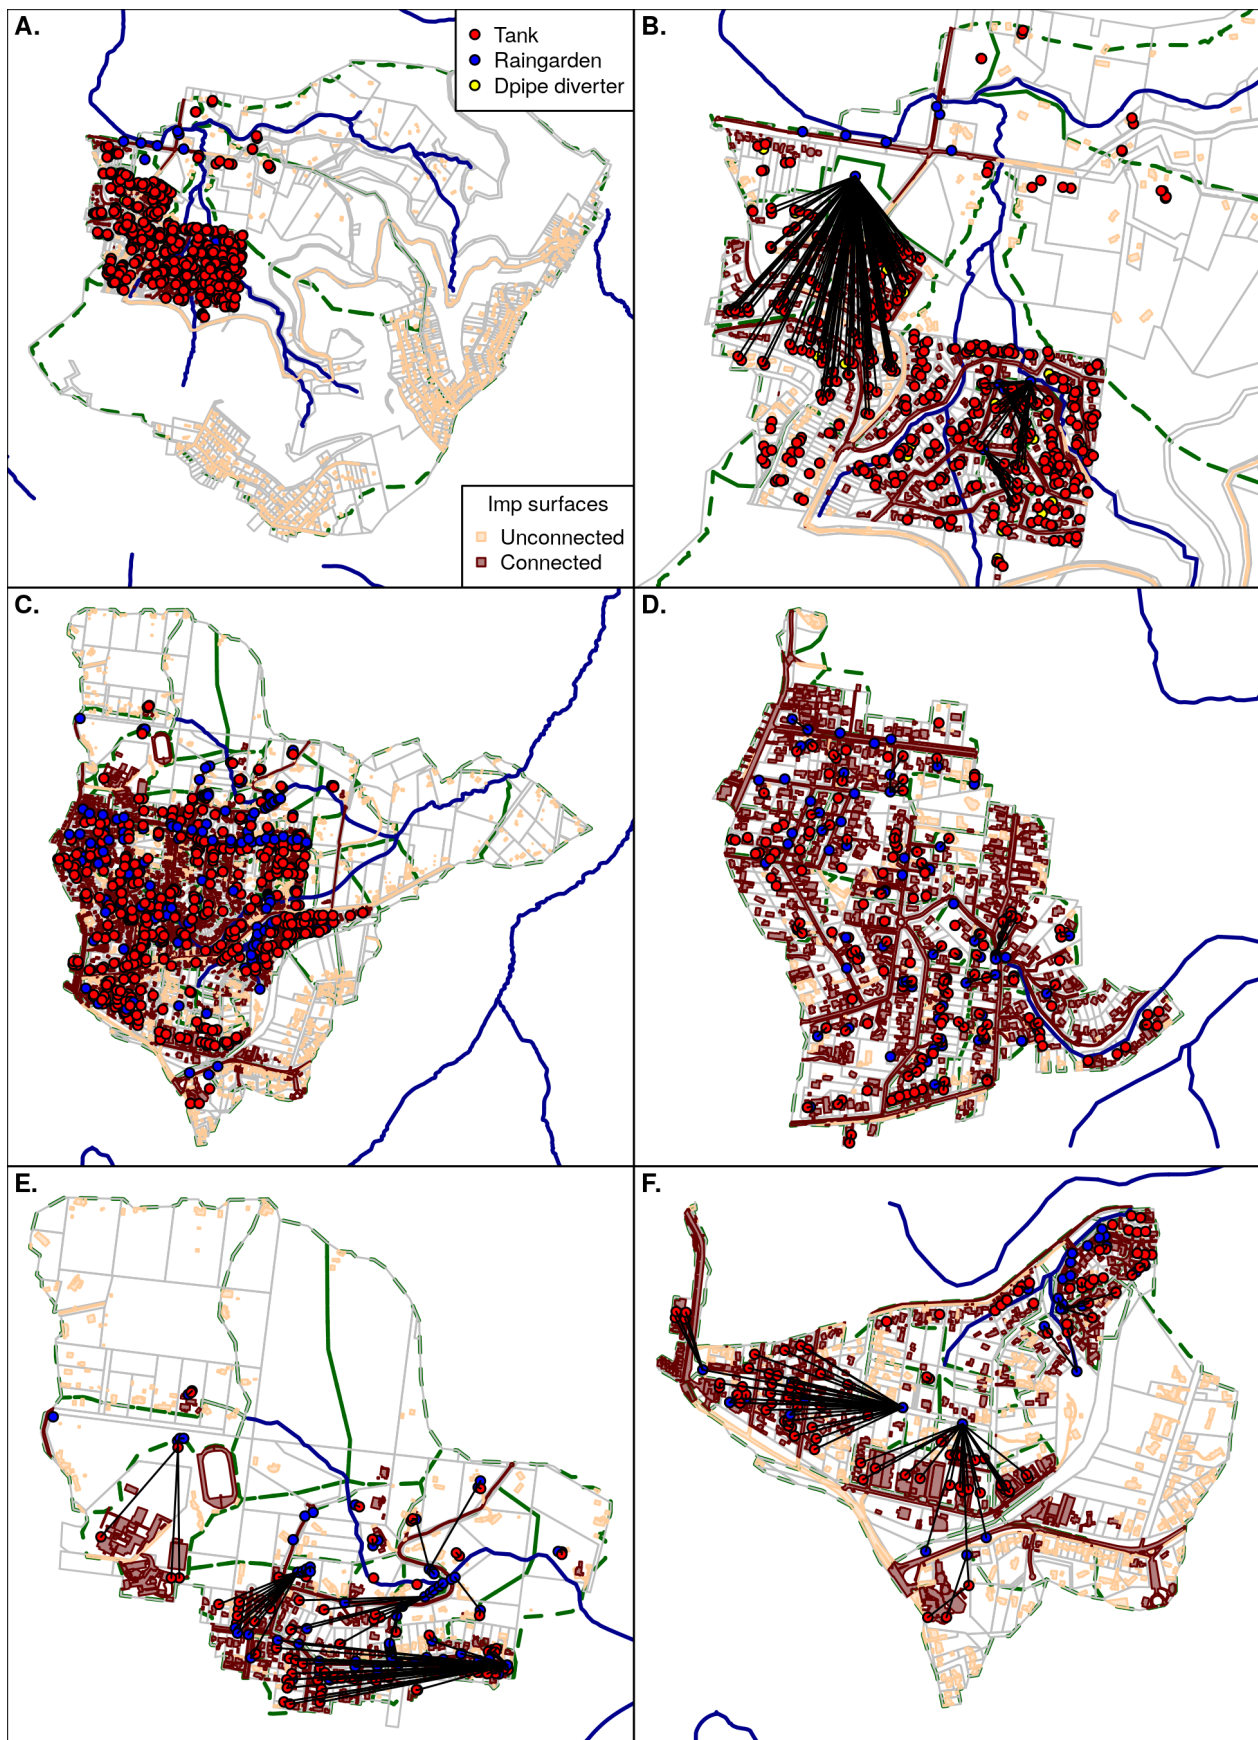 A.
Tank
Raingarden
Dpipe diverter
B.
Imp surfaces
Unconnected
Connected
C.
D.
E.
F.